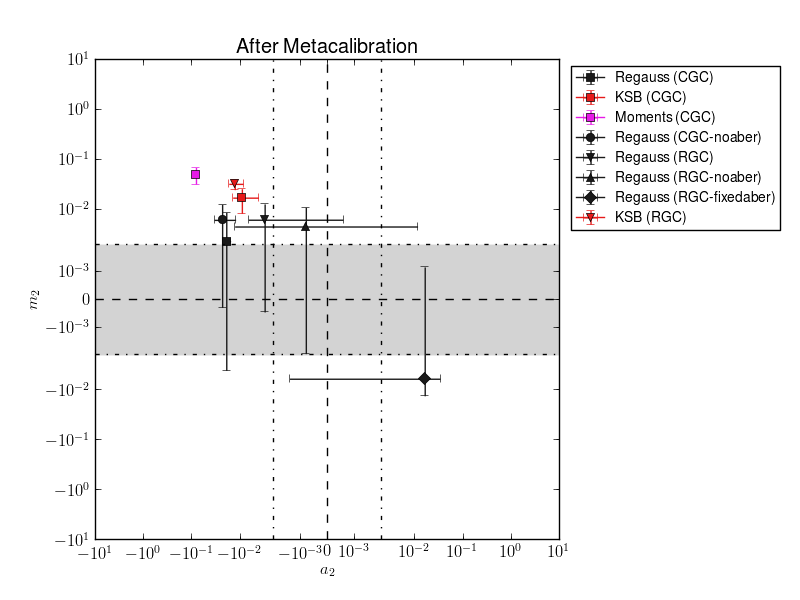 After Metacalibration
10^1
10^0
10^-1
10^-2
10^-3
0
−10^-3
−10^-2
−10^-1
−10^0
−10^1
m_2
−10^1 −10^0 −10^-1 −10^-2 −10^-3 0 10^-3 10^-2 10^-1 10^0 10^1
a_2
Regauss (CGC)
KSB (CGC)
Moments (CGC)
Regauss (CGC-noaber)
Regauss (RGC)
Regauss (RGC-noaber)
Regauss (RGC-fixedaber)
KSB (RGC)